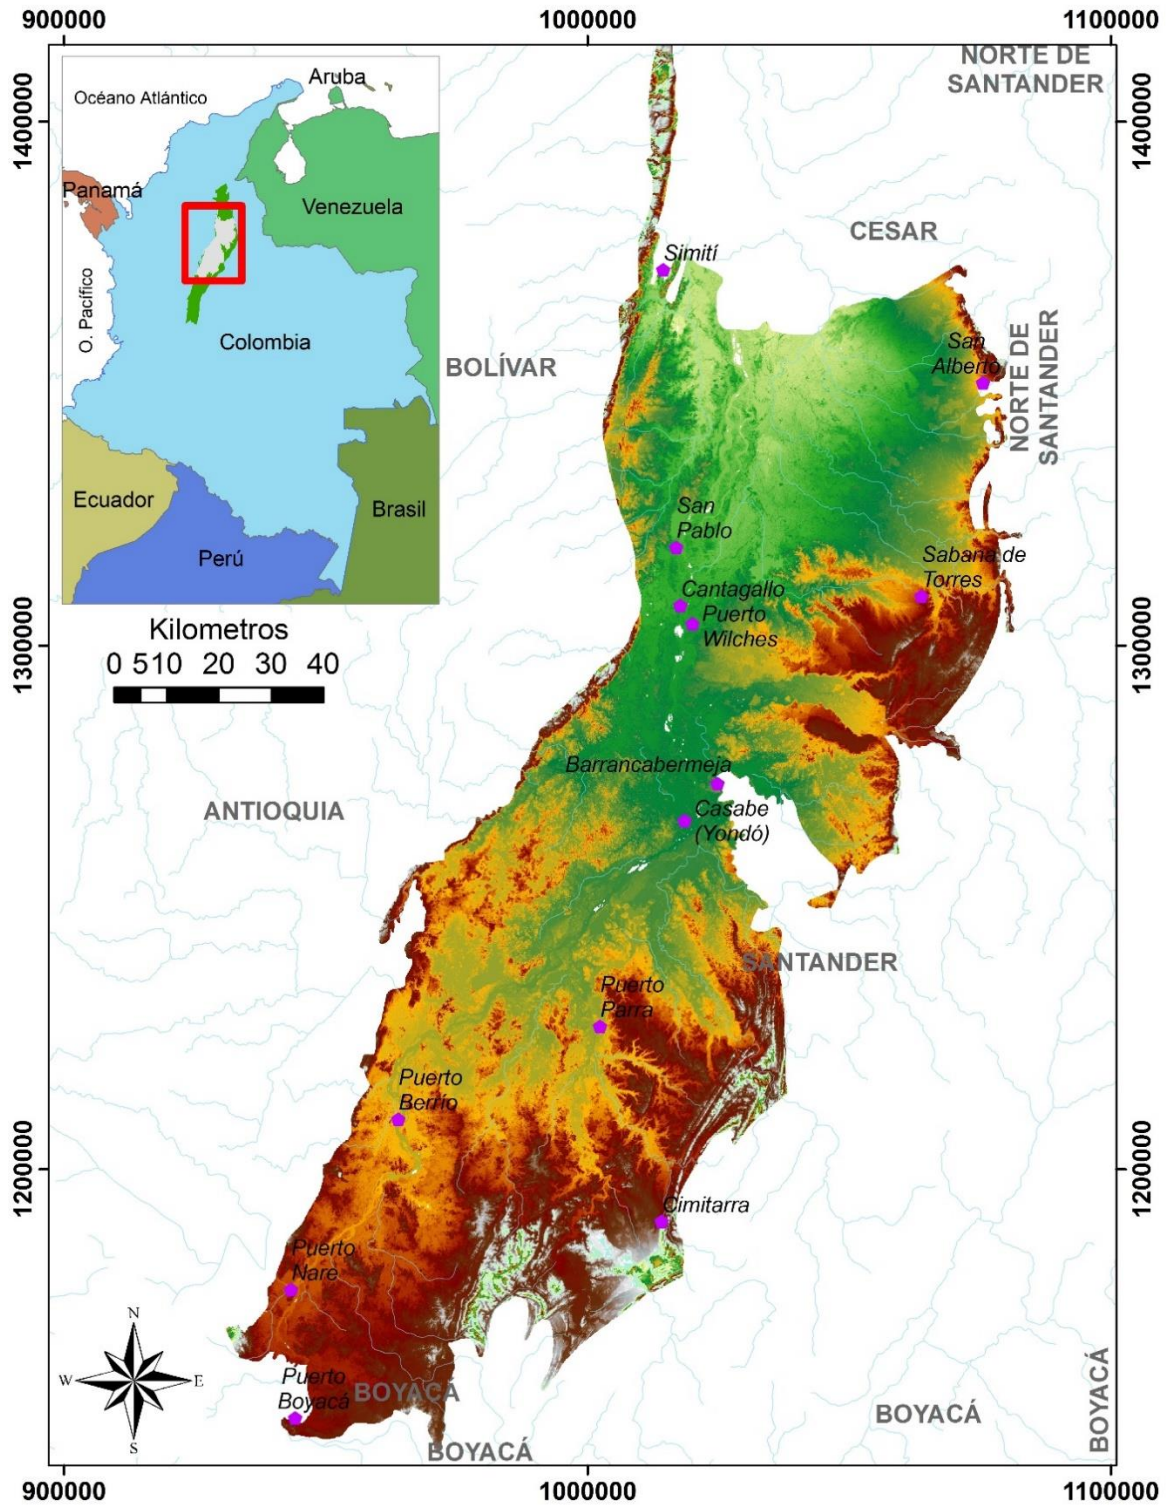 900000
1000000
1100000
NORTE DE
SANTANDER
Aruba
Océano Atlántico
1400000
1400000
Panamá
Venezuela
CESAR
Simití
O. Pacífico
Colombia
BOLÍVAR
San
Alberto
NORTE DE
SANTANDER
Ecuador
Brasil
San
Pablo
Perú
Sabana de
Torres
Cantagallo
Puerto
Wilches
Kilometros
0 510 20 30 40
1300000
1300000
Barrancabermeja
ANTIOQUIA
Casabe
(Yondó)
SANTANDER
Puerto
Parra
Puerto
Berrío
1200000
1200000
Cimitarra
Puerto
Nare
N
W
E
S
Puerto
Boyacá
BOYACÁ
BOYACÁ
BOYACÁ
BOYACÁ
900000
1000000
1100000